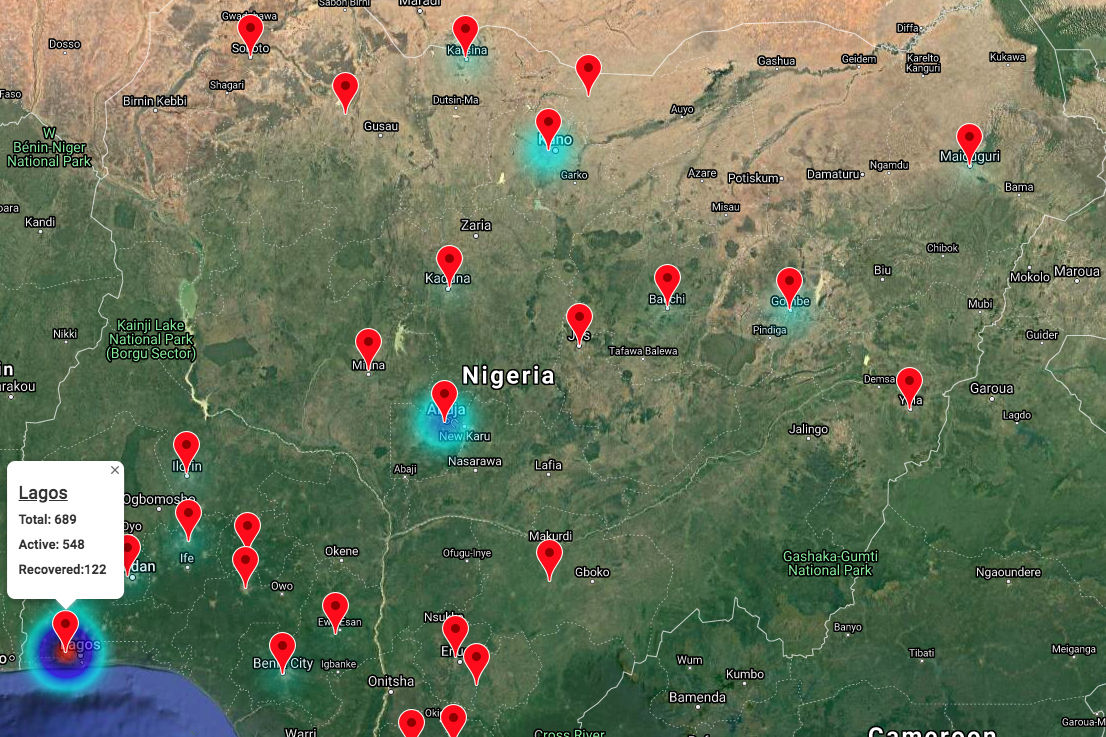 Sabon Birni
Maradi
Gwadabawa
Sokoto
Dosso
Katsina
Diffa
Gashua
Geidem
Karelto
Kanguri
Kukawa
Faso
Birnin Kebbi
Shagari
Dutsin-Ma
Auyo
Gusau
W
Bénin-Niger
National Park
Kano
Maiduguri
Garko
Azare
Potiskum
Damaturu
Ngamdu
Bama
Misau
Kandi
Zaria
Chibok
Kaduna
Bauchi
Gombe
Biu
Mokolo
Maroua
Mubi
Kainji Lake
National Park
(Borgu Sector)
Nikki
Pindiga
Guider
Jos
Tafawa Balewa
Minna
Nigeria
Demsa
Yola
Garoua
Lagdo
Abuja
New Karu
Jalingo
Nasarawa
Lafia
Abaji
Ilorin
Ogbomosho
Oyo
Lagos
Total: 689
Active: 548
Recovered:122
Ife
Okene
Ofugu-Inye
Makurdi
Gboko
Gashaka-Gumti
National Park
Ngaoundere
Owo
Nsukka
Banyo
Lagos
Benin City
Igbanke
Wum
Tibati
Meiganga
Kumbo
Onitsha
Bamenda
Warri
Cross River
Cameroon
Garoua-